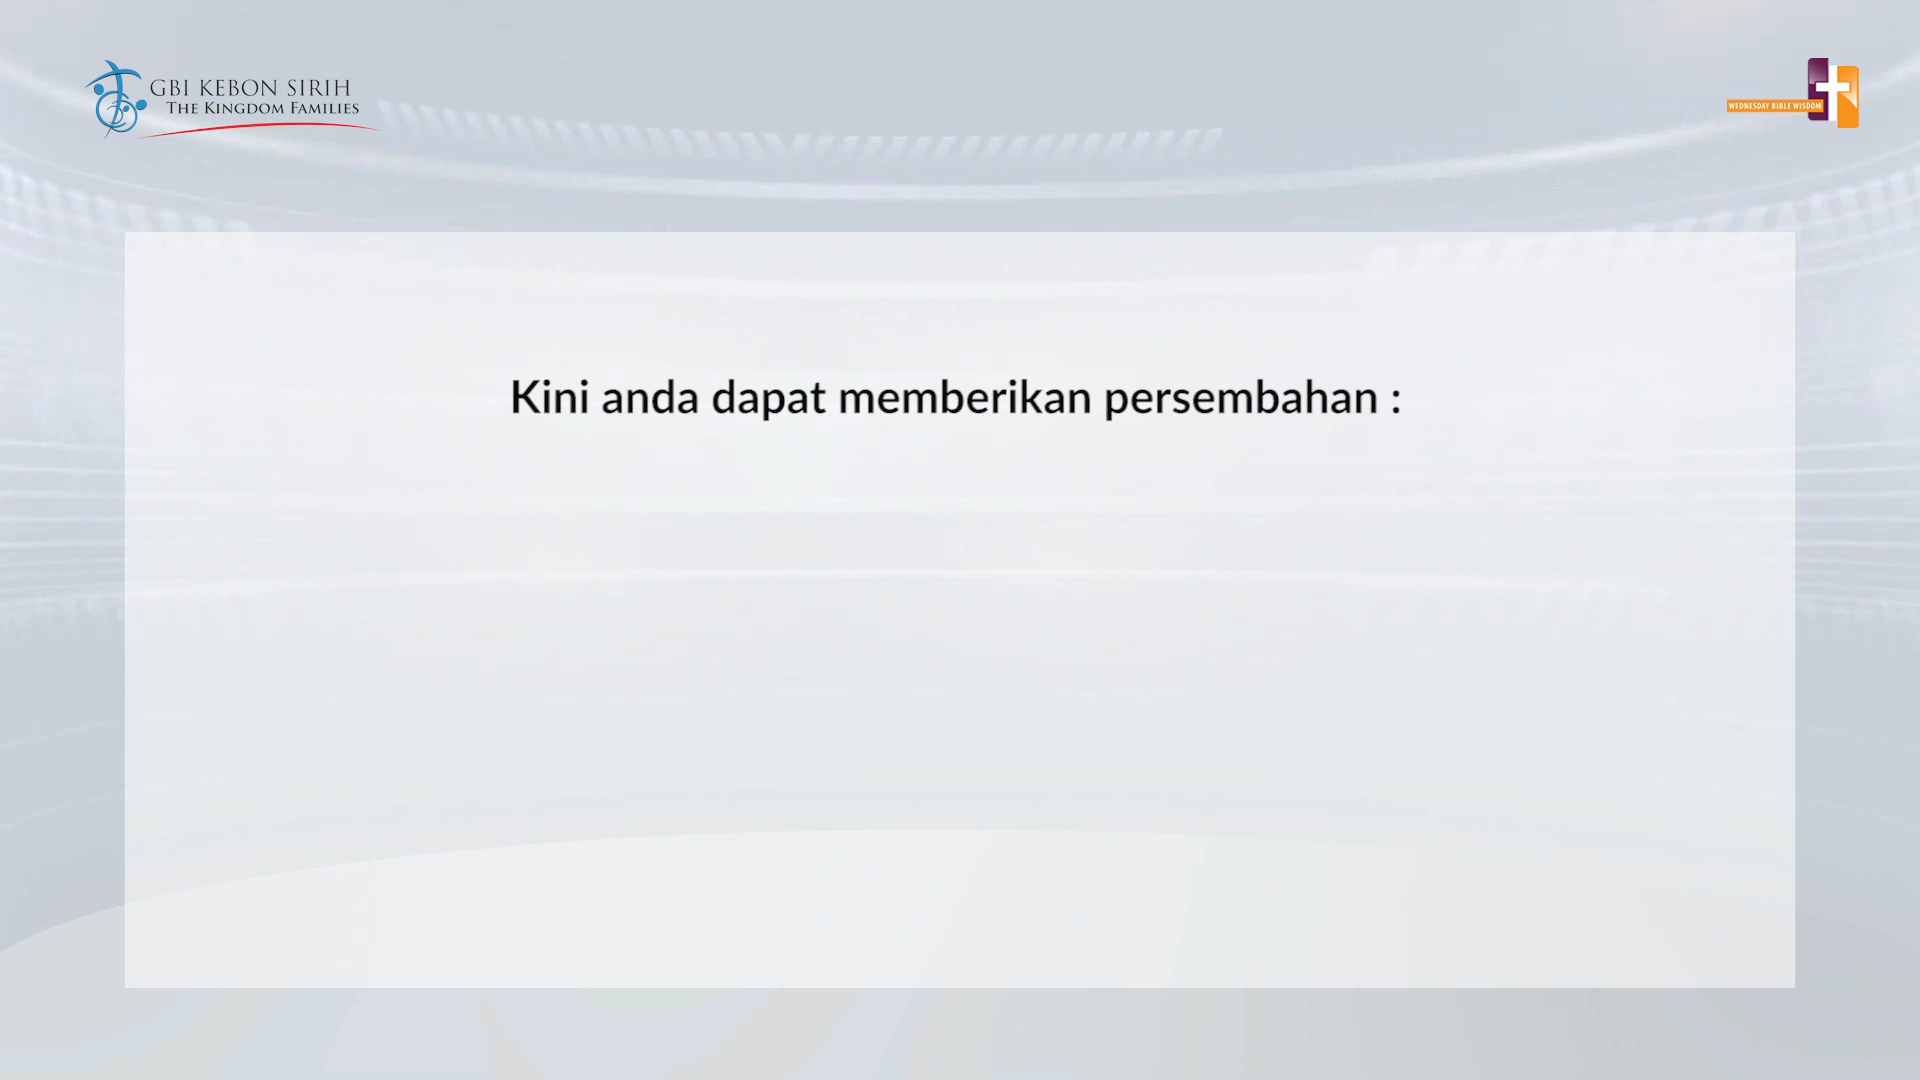 GBI KEBON SIRIH
THE KINGDOM FAMILIES
WEDNESDAY BIBLE WISDOM
Kini anda dapat memberikan persembahan :